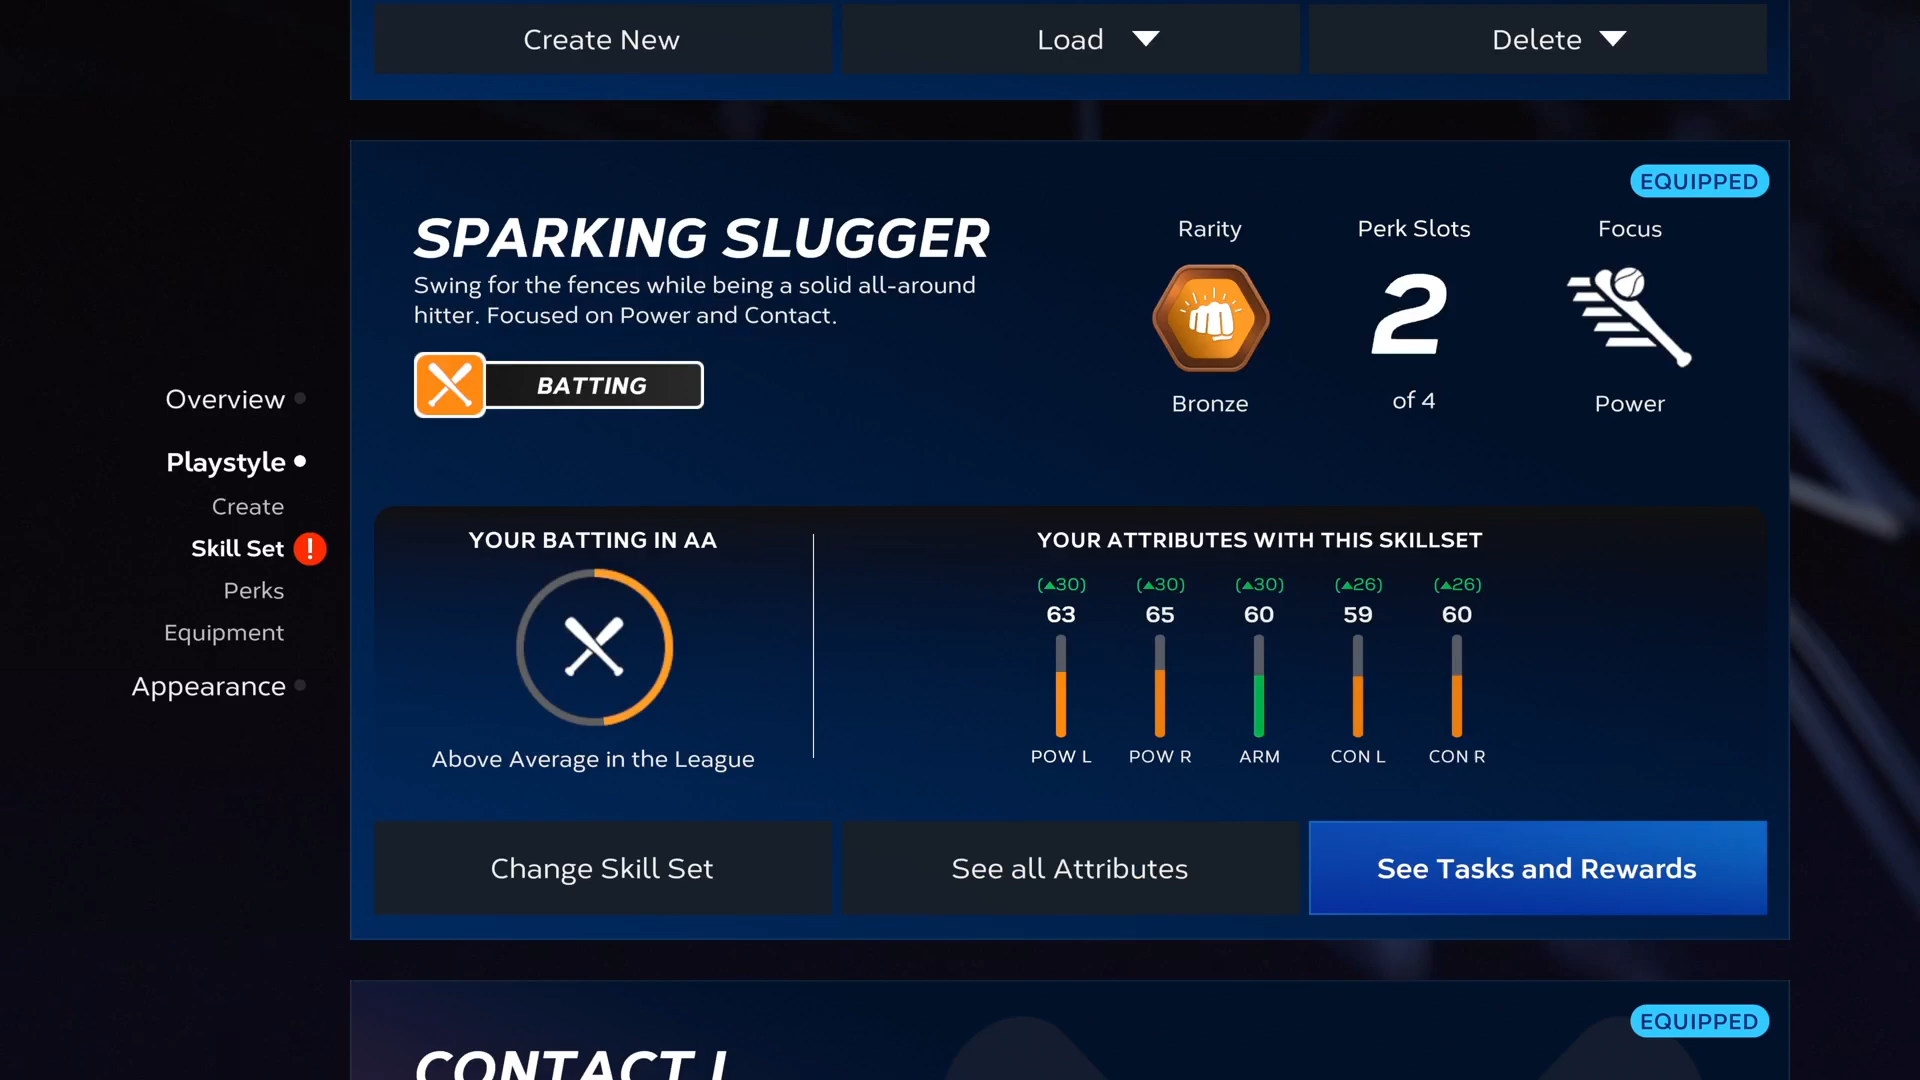 Create New
Load
Delete
EQUIPPED
SPARKING SLUGGER
Swing for the fences while being a solid all-around
hitter. Focused on Power and Contact.
BATTING
Rarity
Bronze
Perk Slots
2
of 4
Focus
Power
Overview
Playstyle
Create
Skill Set !
Perks
Equipment
Appearance
YOUR BATTING IN AA
Above Average in the League
YOUR ATTRIBUTES WITH THIS SKILLSET
(▲30) (▲30) (▲30) (▲26) (▲26)
63 65 60 59 60
POW L POW R ARM CON L CON R
Change Skill Set
See all Attributes
See Tasks and Rewards
EQUIPPED
CONTACT